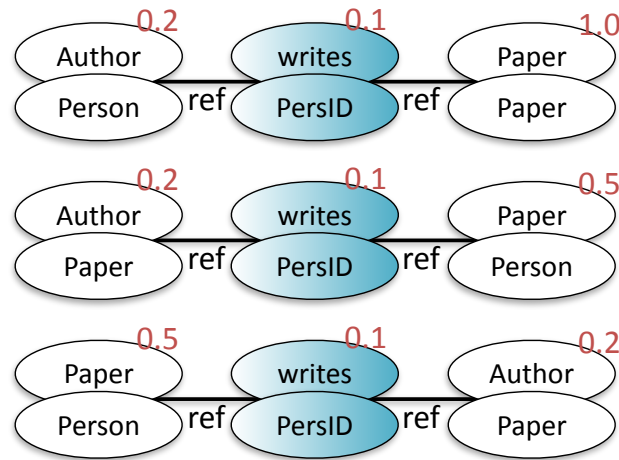 0.2 0.1 1.0
Author writes Paper
Person ref PersID ref Paper
0.2 0.1 0.5
Author writes Paper
Paper ref PersID ref Person
0.5 0.1 0.2
Paper writes Author
Person ref PersID ref Paper